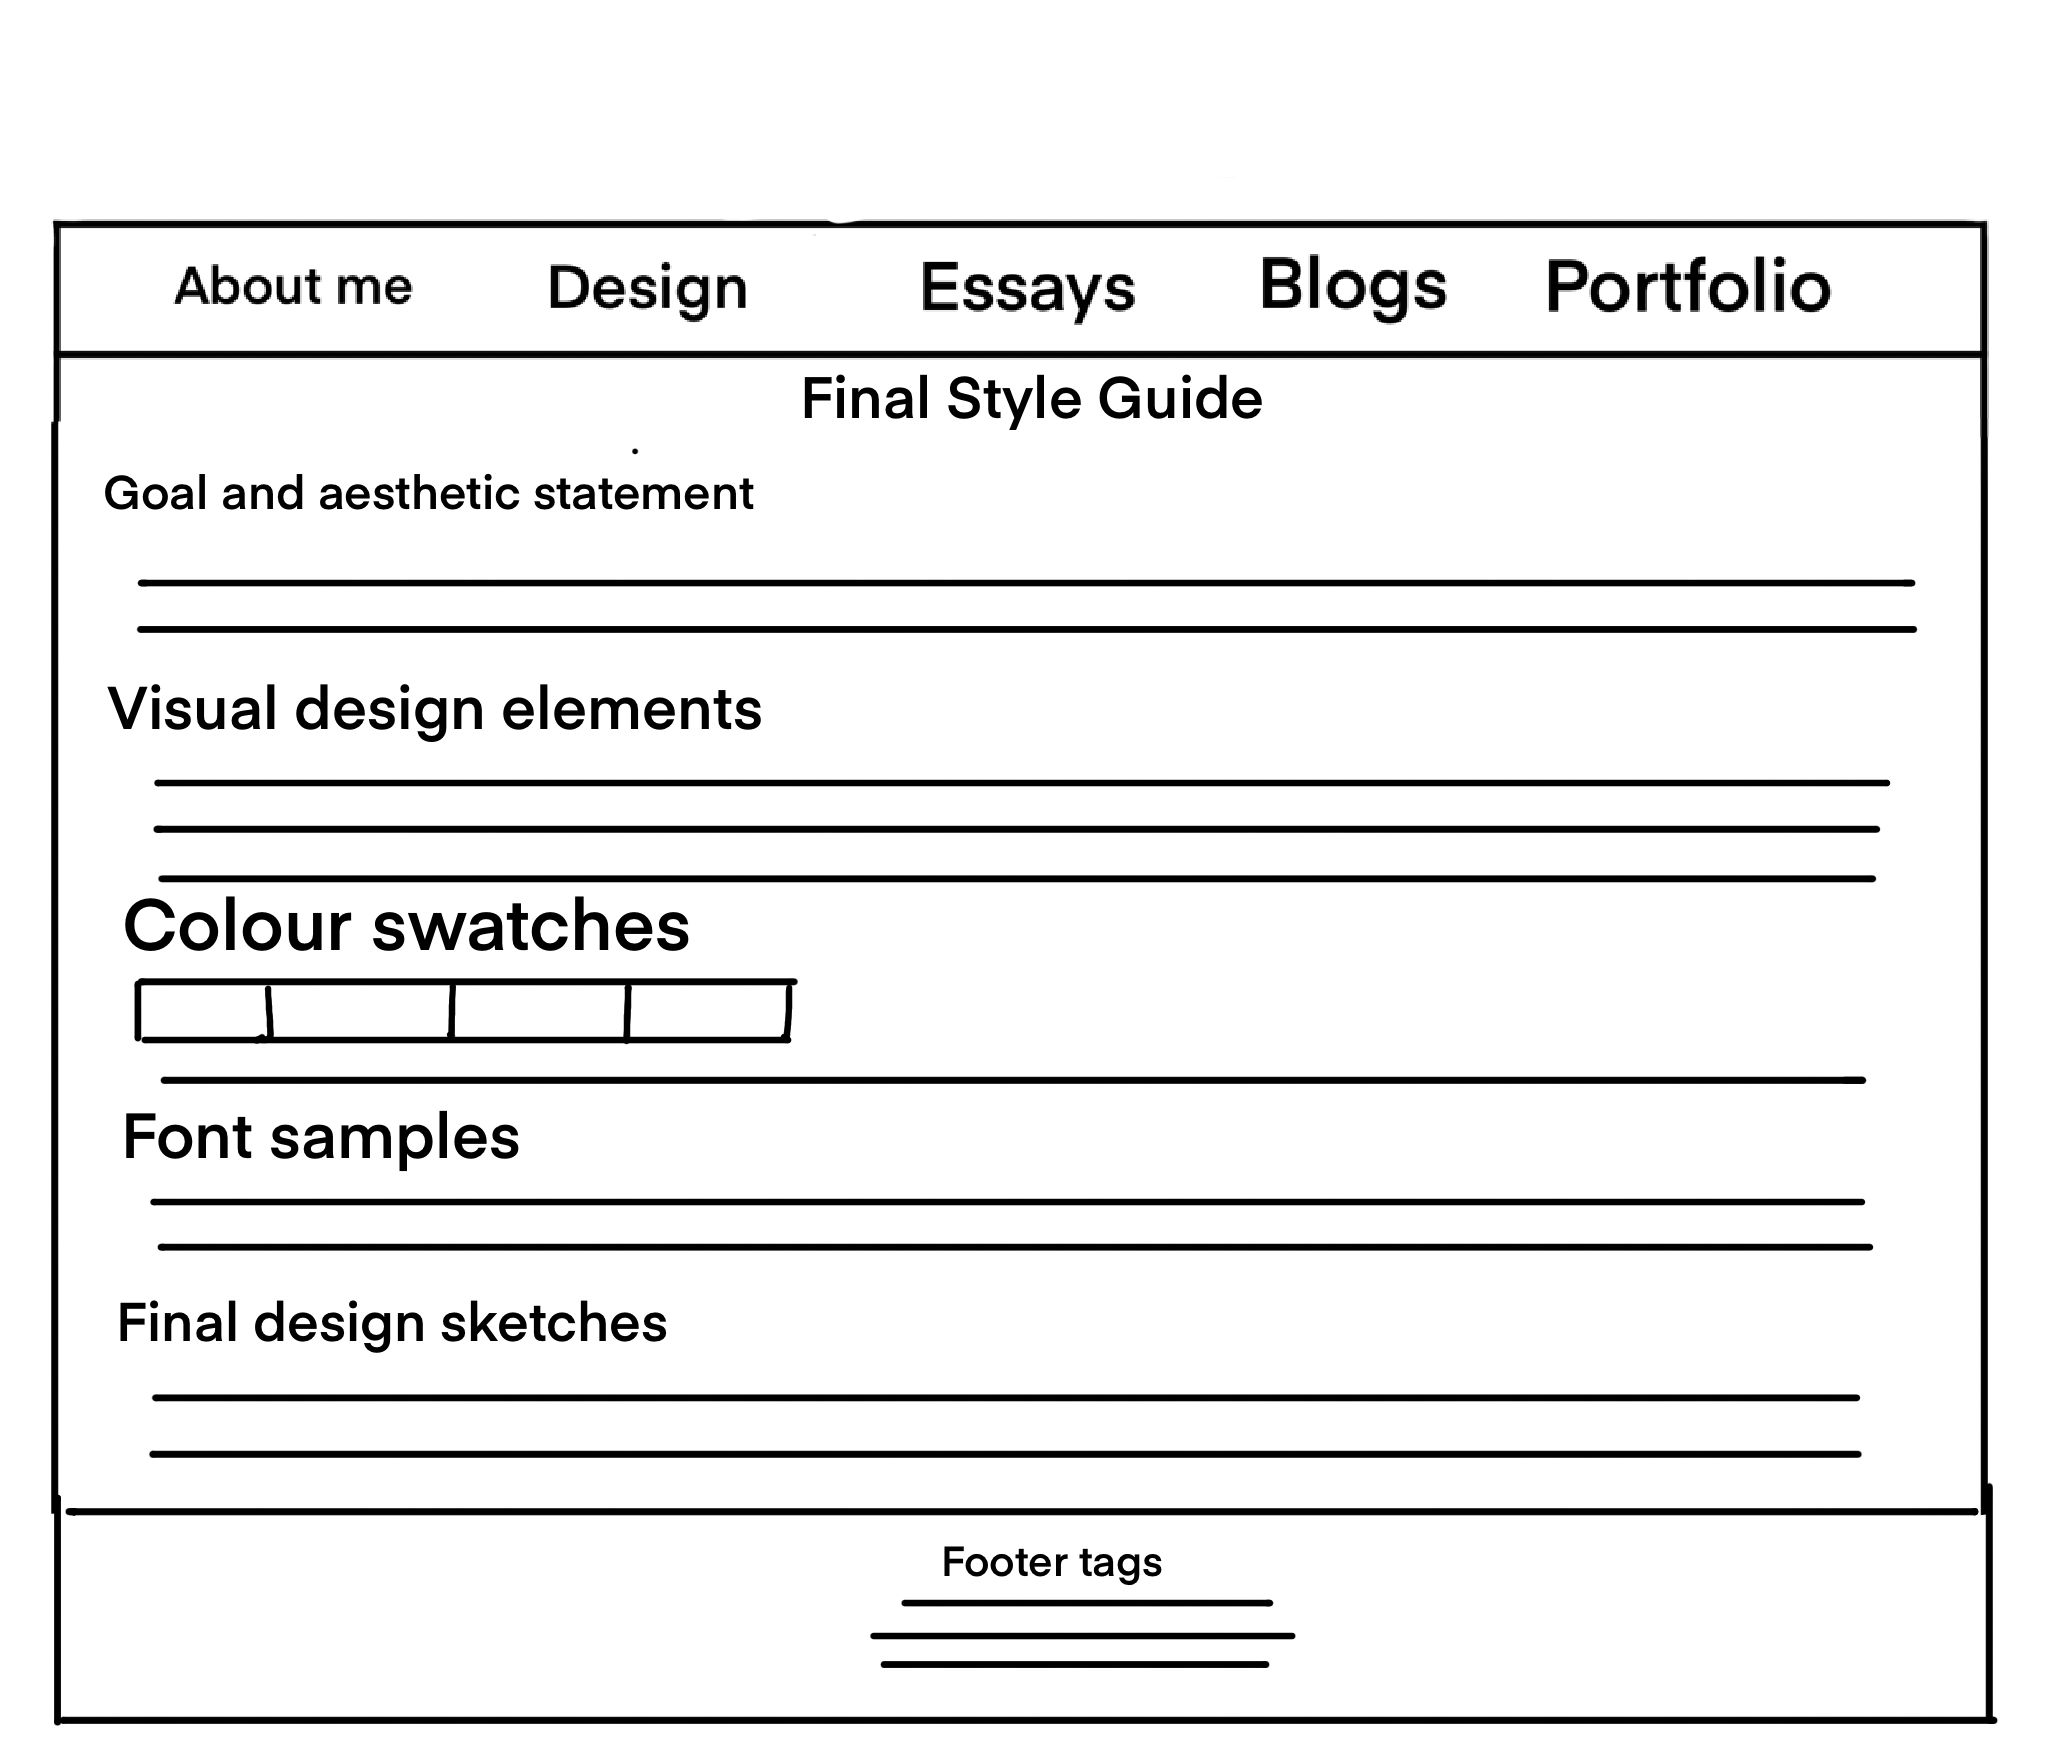 About me Design Essays Blogs Portfolio
Final Style Guide
Goal and aesthetic statement
Visual design elements
Colour swatches
Font samples
Final design sketches
Footer tags